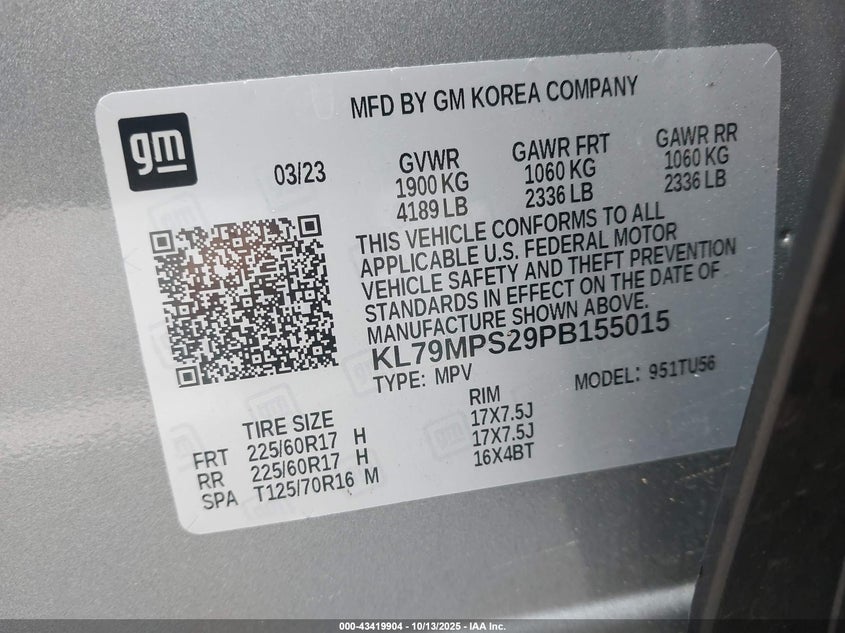 MFD BY GM KOREA COMPANY
gm
03/23
GVWR
1900 KG
4189 LB
GAWR FRT
1060 KG
2336 LB
GAWR RR
1060 KG
2336 LB
THIS VEHICLE CONFORMS TO ALL
APPLICABLE U.S. FEDERAL MOTOR
VEHICLE SAFETY AND THEFT PREVENTION
STANDARDS IN EFFECT ON THE DATE OF
MANUFACTURE SHOWN ABOVE.
KL79MPS29PB155015
TYPE: MPV
MODEL: 951TU56
TIRE SIZE
RIM
FRT 225/60R17 H 17X7.5J
RR 225/60R17 H 17X7.5J
SPA T125/70R16 M 16X4BT
000-43419904 - 10/13/2025 - IAA Inc.